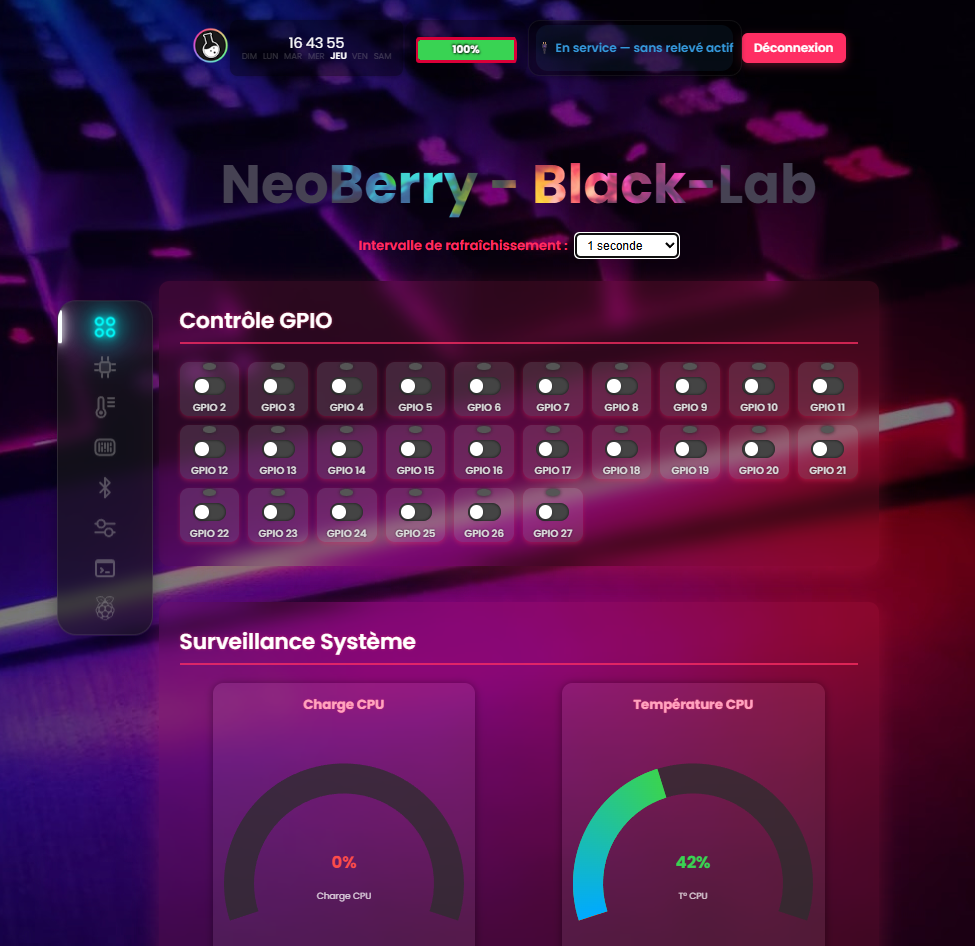 16 43 55
DIM LUN MAR MER JEU VEN SAM
100%
En service — sans relevé actif
Déconnexion
NeoBerry - Black-Lab
Intervalle de rafraîchissement :
1 seconde
Contrôle GPIO
GPIO 2 GPIO 3 GPIO 4 GPIO 5 GPIO 6 GPIO 7 GPIO 8 GPIO 9 GPIO 10 GPIO 11
GPIO 12 GPIO 13 GPIO 14 GPIO 15 GPIO 16 GPIO 17 GPIO 18 GPIO 19 GPIO 20 GPIO 21
GPIO 22 GPIO 23 GPIO 24 GPIO 25 GPIO 26 GPIO 27
Surveillance Système
Charge CPU
Température CPU
0%
Charge CPU
42%
T° CPU